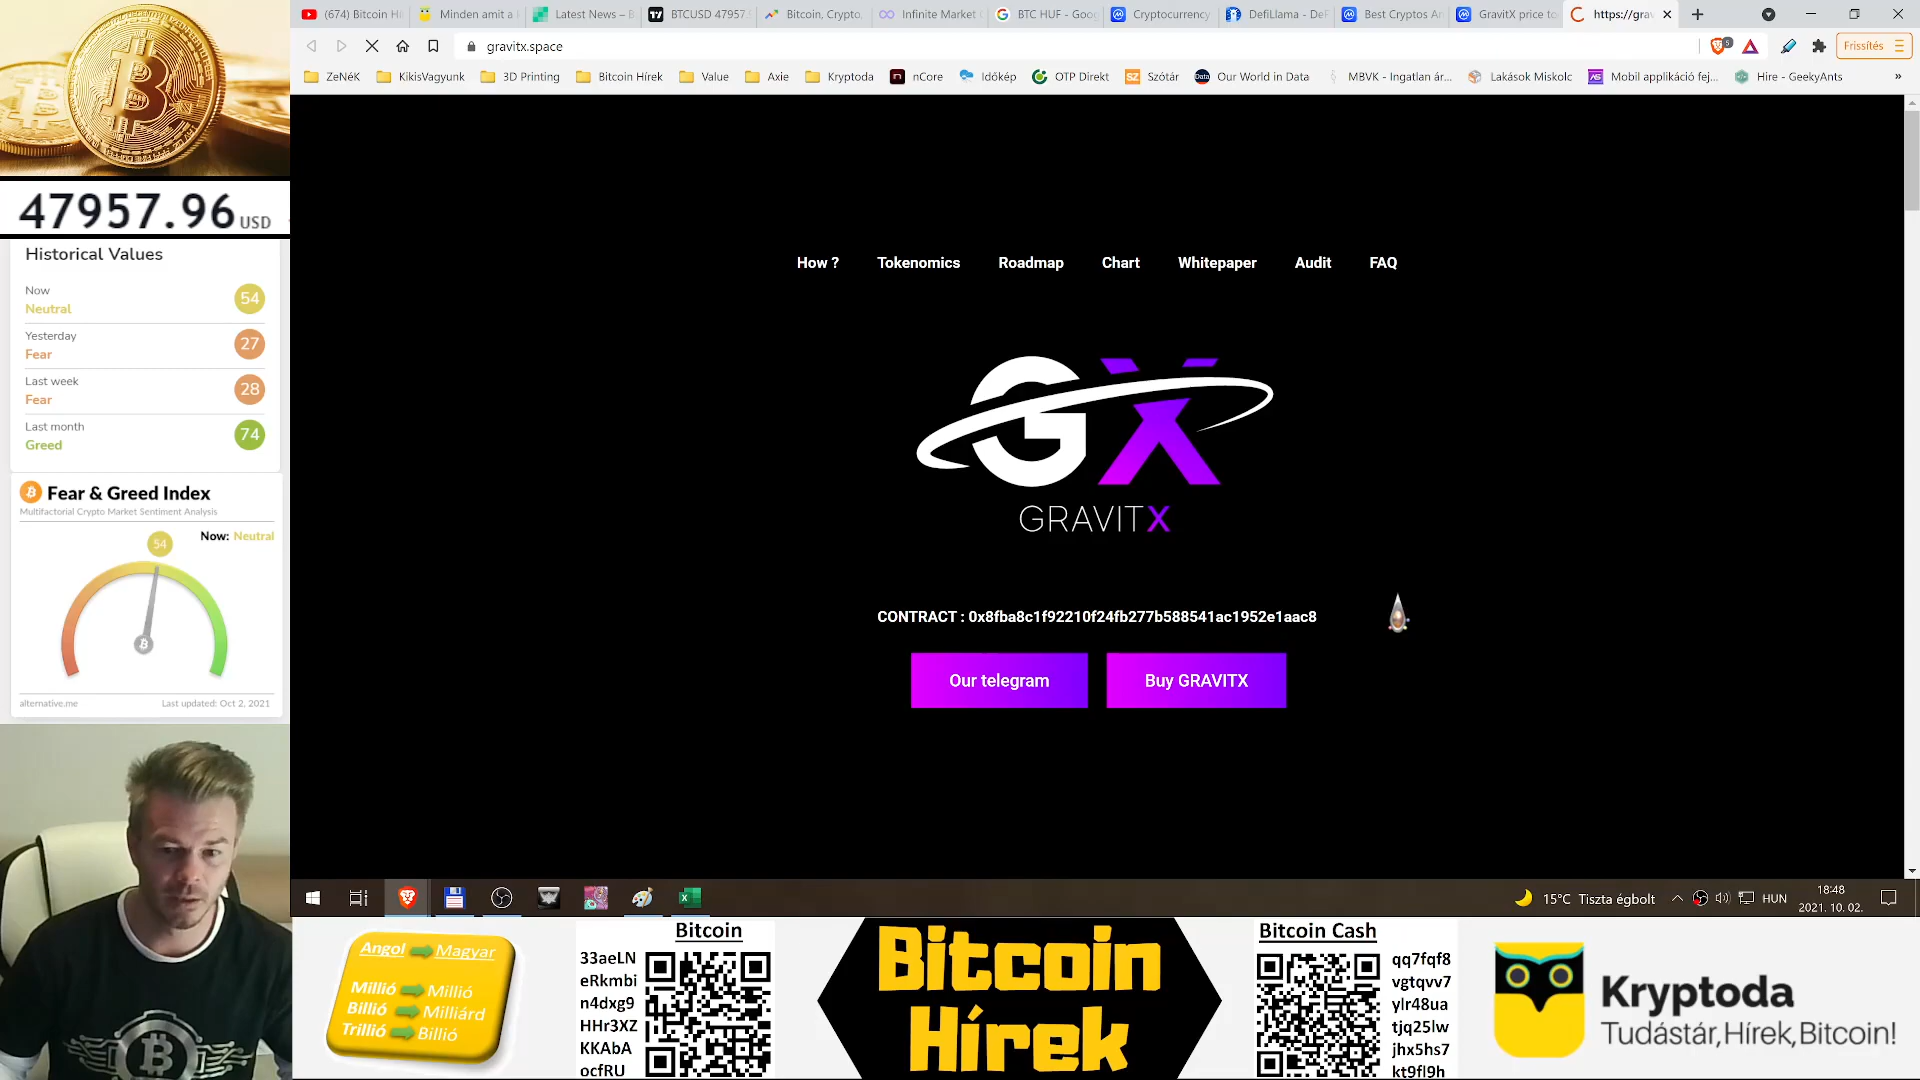 (674) Bitcoin Hí
Minden amit a k
Latest News – B
BTCUSD 47957.9
Bitcoin, Crypto,
Infinite Market
BTC HUF - Goog
Cryptocurrency
DefiLlama - DeF
Best Cryptos An
GravitX price to
https://grav
gravitx.space
5
Frissítés
ZeNéK
KikisVagyunk
3D Printing
Bitcoin Hírek
Value
Axie
Kryptoda
nCore
Időkép
OTP Direkt
SZ Szótár
Our World in Data
MBVK - Ingatlan ár...
Lakások Miskolc
Mobil applikáció fej...
Hire - GeekyAnts
»
47957.96 USD
Historical Values
Now
Neutral
54
Yesterday
Fear
27
Last week
Fear
28
Last month
Greed
74
Fear & Greed Index
Multifactorial Crypto Market Sentiment Analysis
Now: Neutral
54
alternative.me
Last updated: Oct 2, 2021
How ?
Tokenomics
Roadmap
Chart
Whitepaper
Audit
FAQ
GX
GRAVITX
CONTRACT : 0x8fba8c1f92210f24fb277b588541ac1952e1aac8
Our telegram
Buy GRAVITX
15°C Tiszta égbolt
HUN
18:48
2021. 10. 02.
Angol Magyar
Millió Millió
Billió Milliárd
Trillió Billió
Bitcoin
33aeLN
eRkmbi
n4dxg9
HHr3XZ
KKAbA
ocfRU
Bitcoin
Hírek
Bitcoin Cash
qq7fqf8
vgtqvv7
ylr48ua
tjq25lw
jhx5hs7
kt9fl9h
Kryptoda
Tudástár,Hírek,Bitcoin!